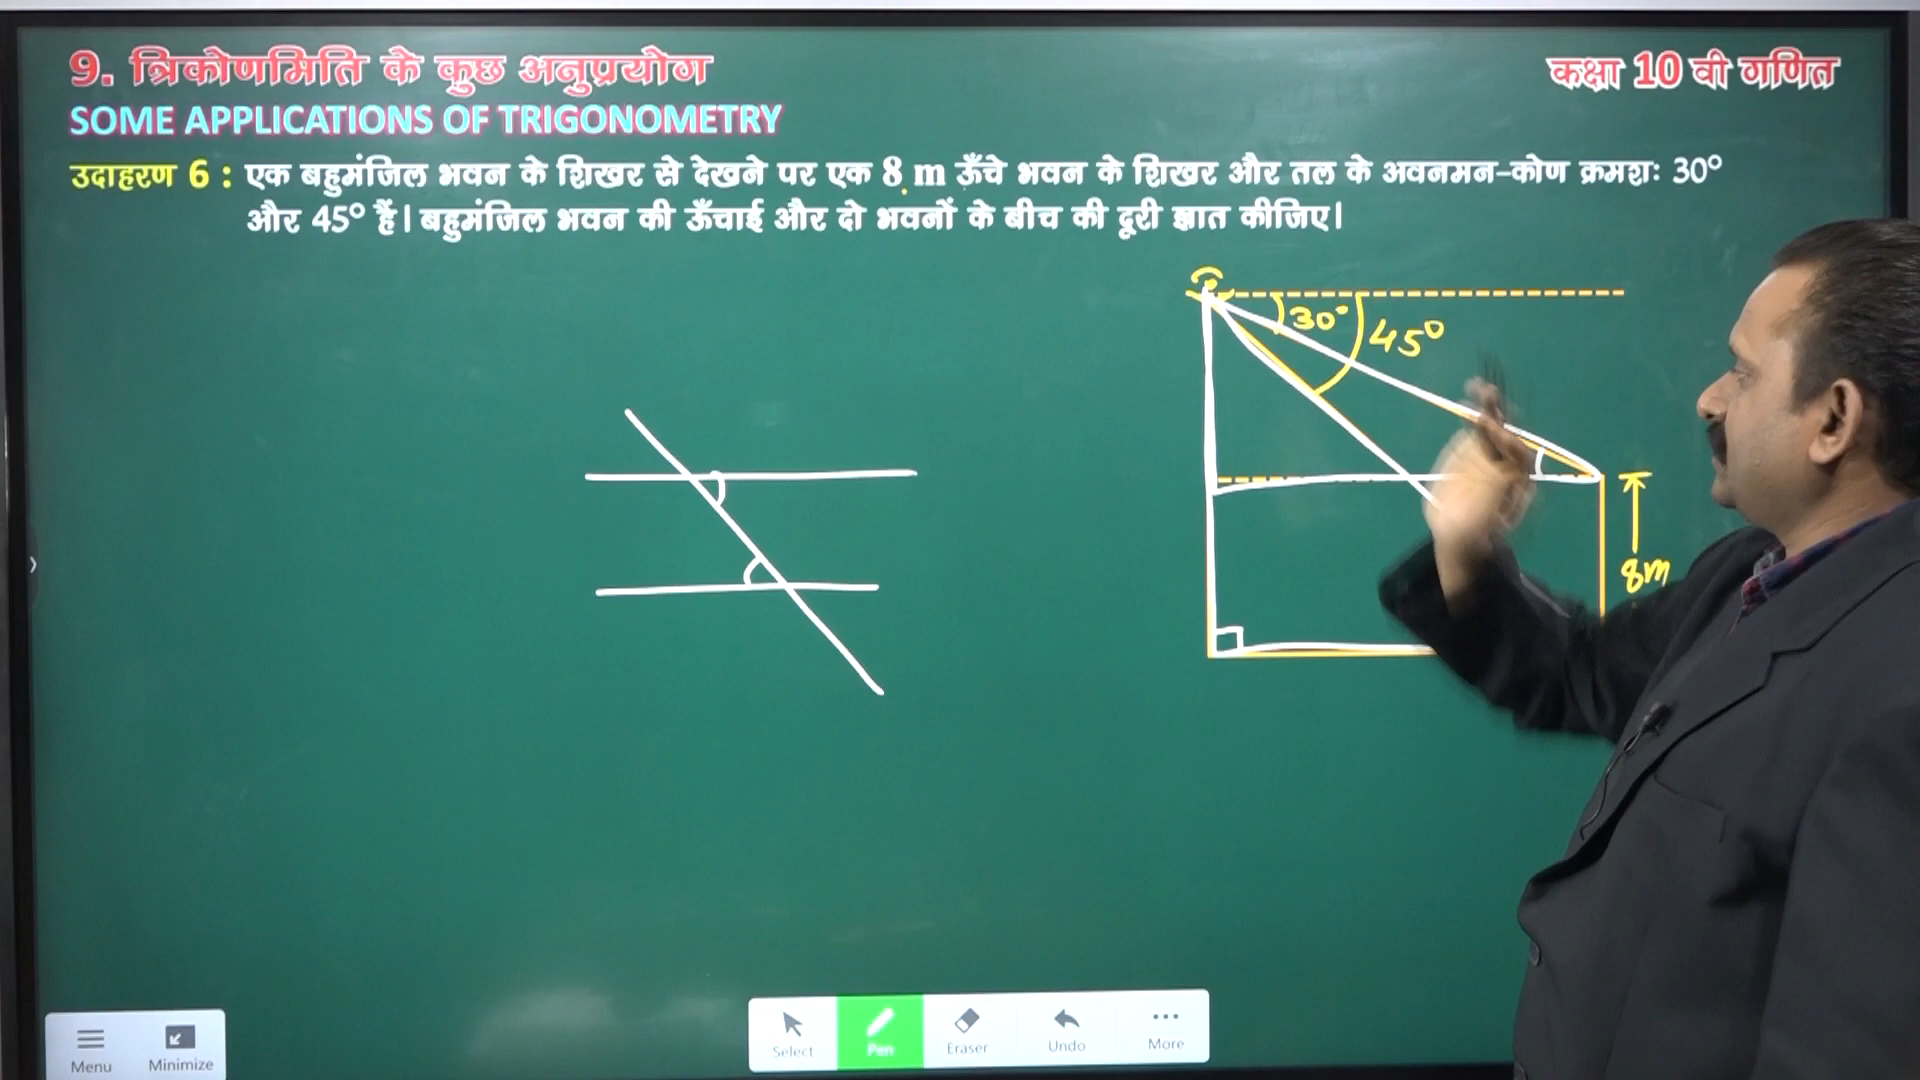 9. त्रिकोणमिति के कुछ अनुप्रयोग
कक्षा 10 वी गणित
SOME APPLICATIONS OF TRIGONOMETRY
उदाहरण 6 : एक बहुमंजिल भवन के शिखर से देखने पर एक 8 m ऊँचे भवन के शिखर और तल के अवनमन-कोण क्रमशः 30°
और 45° हैं। बहुमंजिल भवन की ऊँचाई और दो भवनों के बीच की दूरी ज्ञात कीजिए।
30°
45°
8m
Menu
Minimize
Select
Pen
Eraser
Undo
More